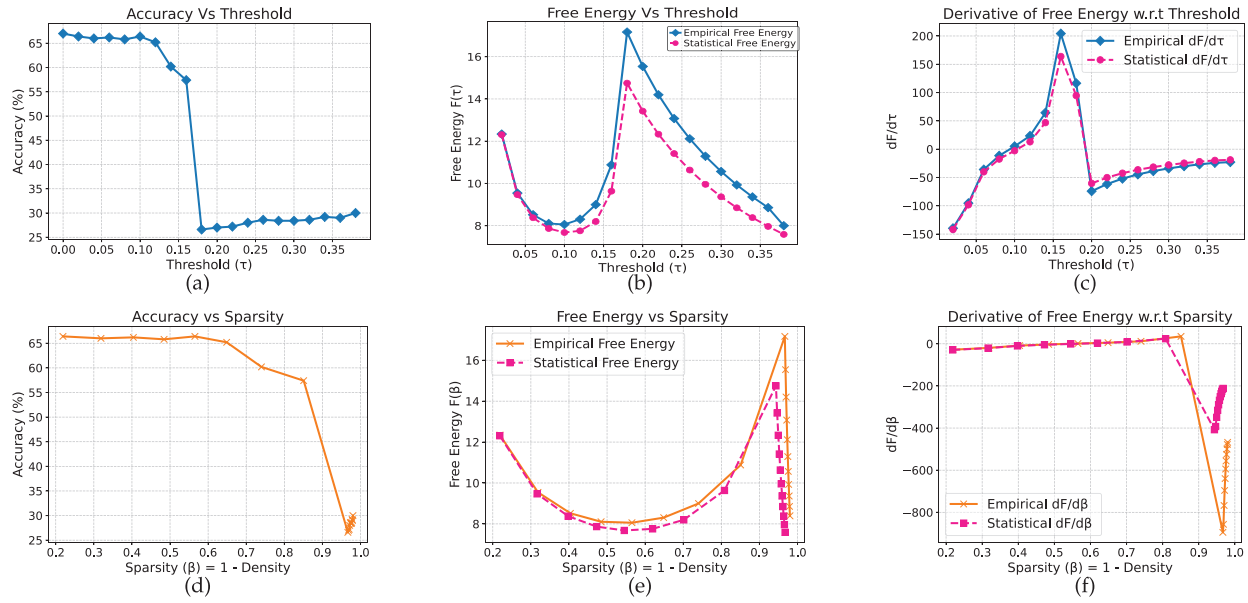 Accuracy Vs Threshold
65
60
55
50
45
40
35
30
25
Accuracy (%)
0.00 0.05 0.10 0.15 0.20 0.25 0.30 0.35
Threshold (τ)
(a)
Free Energy Vs Threshold
Empirical Free Energy
Statistical Free Energy
16
14
12
10
8
Free Energy F(τ)
0.05 0.10 0.15 0.20 0.25 0.30 0.35
Threshold (τ)
(b)
Derivative of Free Energy w.r.t Threshold
Empirical dF/dτ
Statistical dF/dτ
200
150
100
50
0
−50
−100
−150
dF/dτ
0.05 0.10 0.15 0.20 0.25 0.30 0.35
Threshold (τ)
(c)
Accuracy vs Sparsity
65
60
55
50
45
40
35
30
25
Accuracy (%)
0.2 0.3 0.4 0.5 0.6 0.7 0.8 0.9 1.0
Sparsity (β) = 1 - Density
(d)
Free Energy vs Sparsity
Empirical Free Energy
Statistical Free Energy
16
14
12
10
8
Free Energy F(β)
0.2 0.3 0.4 0.5 0.6 0.7 0.8 0.9 1.0
Sparsity (β) = 1 - Density
(e)
Derivative of Free Energy w.r.t Sparsity
0
−200
−400
−600
−800
dF/dβ
Empirical dF/dβ
Statistical dF/dβ
0.2 0.3 0.4 0.5 0.6 0.7 0.8 0.9 1.0
Sparsity (β) = 1 - Density
(f)